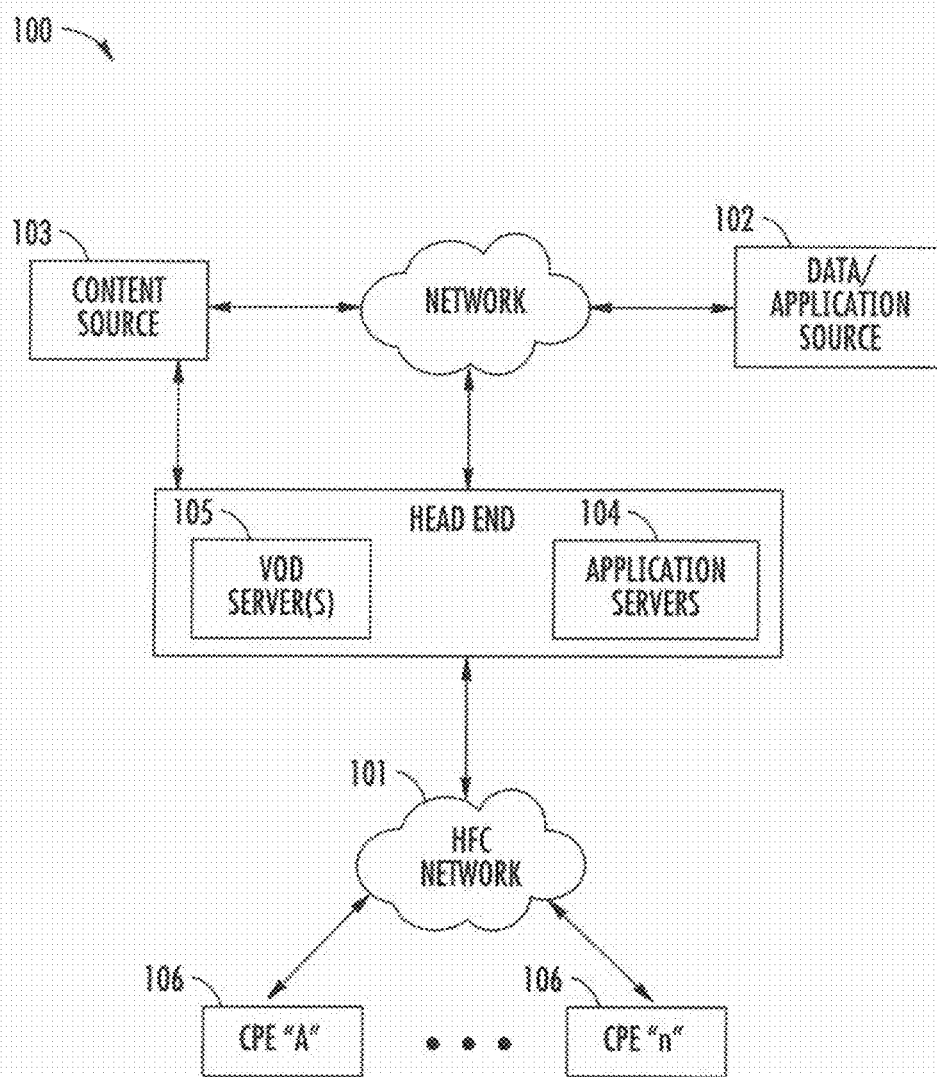 100
103
102
CONTENT
SOURCE
NETWORK
DATA/
APPLICATION
SOURCE
105
HEAD END
104
VOD
SERVER(S)
APPLICATION
SERVERS
101
HFC
NETWORK
106
106
CPE "A"
CPE "n"